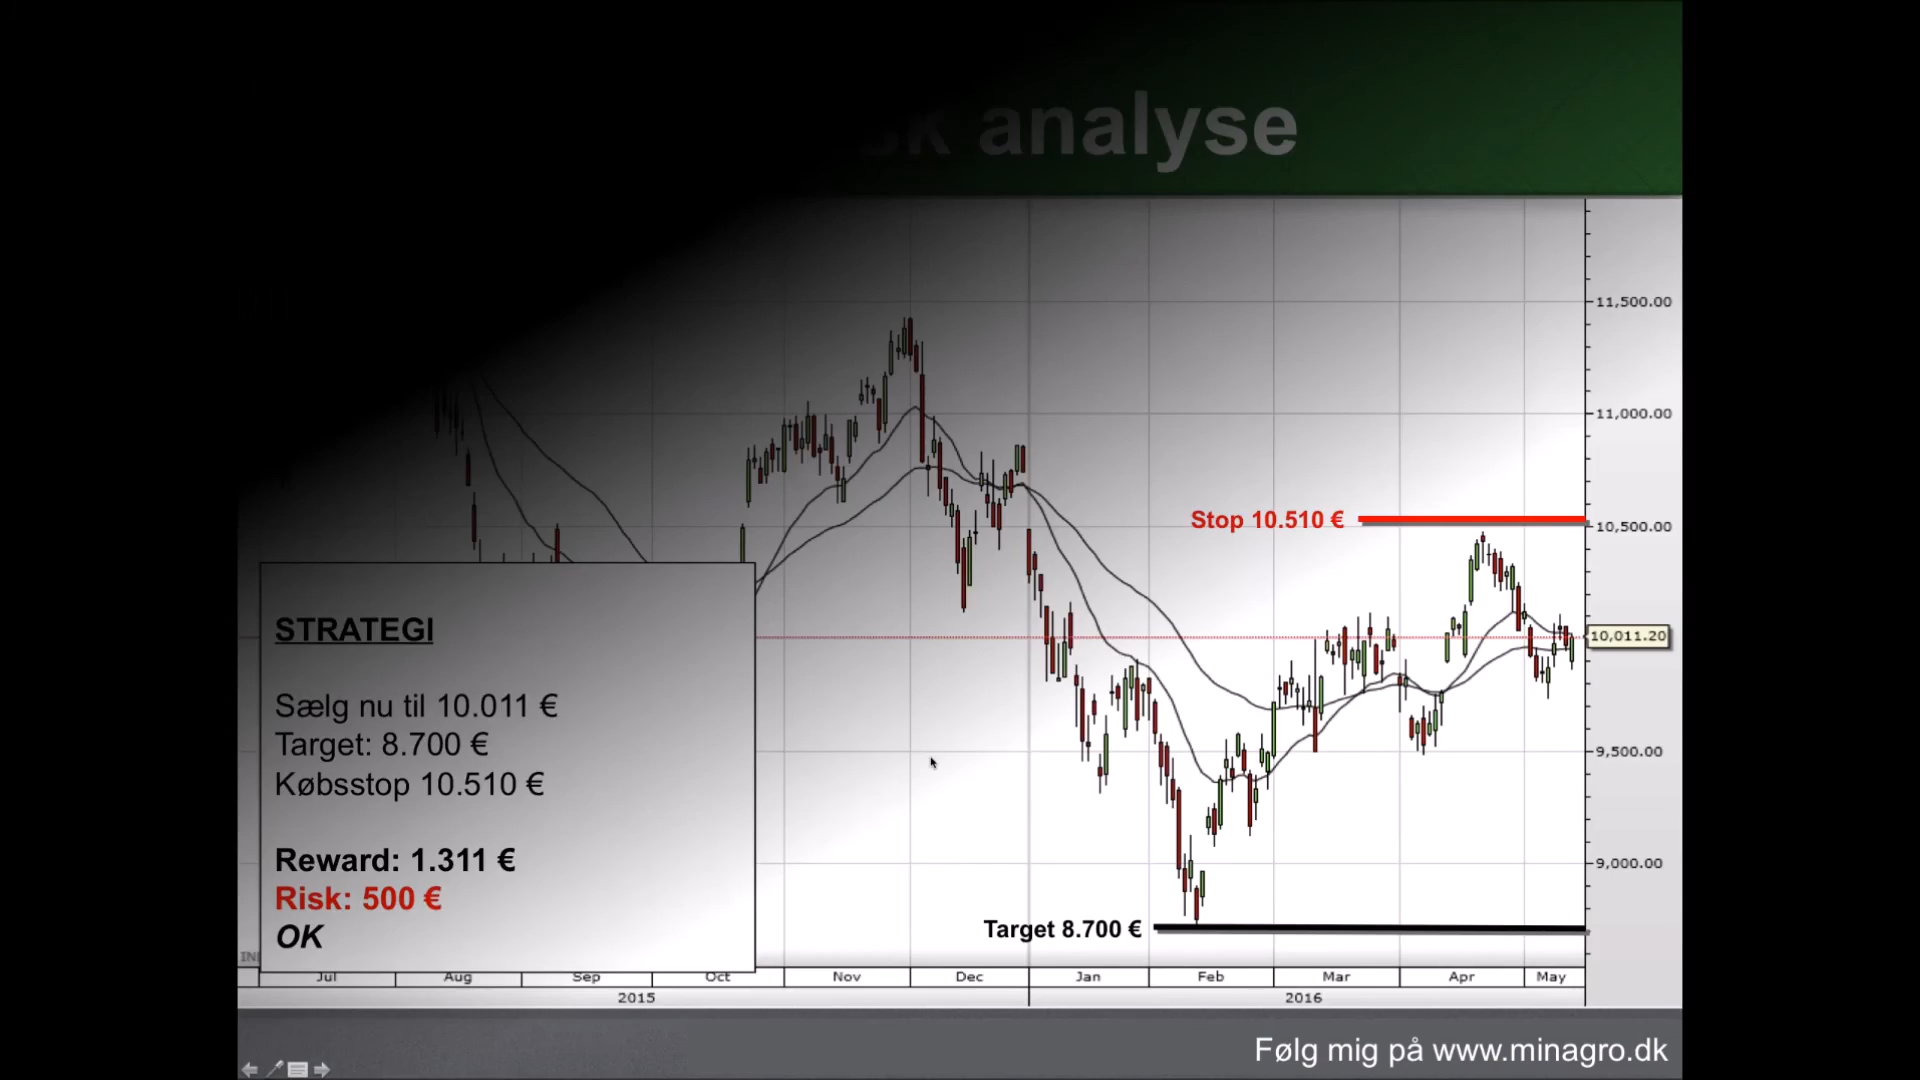 analyse
11,500.00
11,000.00
Stop 10.510 €
10,500.00
10,011.20
9,500.00
9,000.00
STRATEGI
Sælg nu til 10.011 €
Target: 8.700 €
Købsstop 10.510 €
Reward: 1.311 €
Risk: 500 €
OK
Target 8.700 €
Jul Aug Sep Oct Nov Dec Jan Feb Mar Apr May
2015 2016
Følg mig på www.minagro.dk